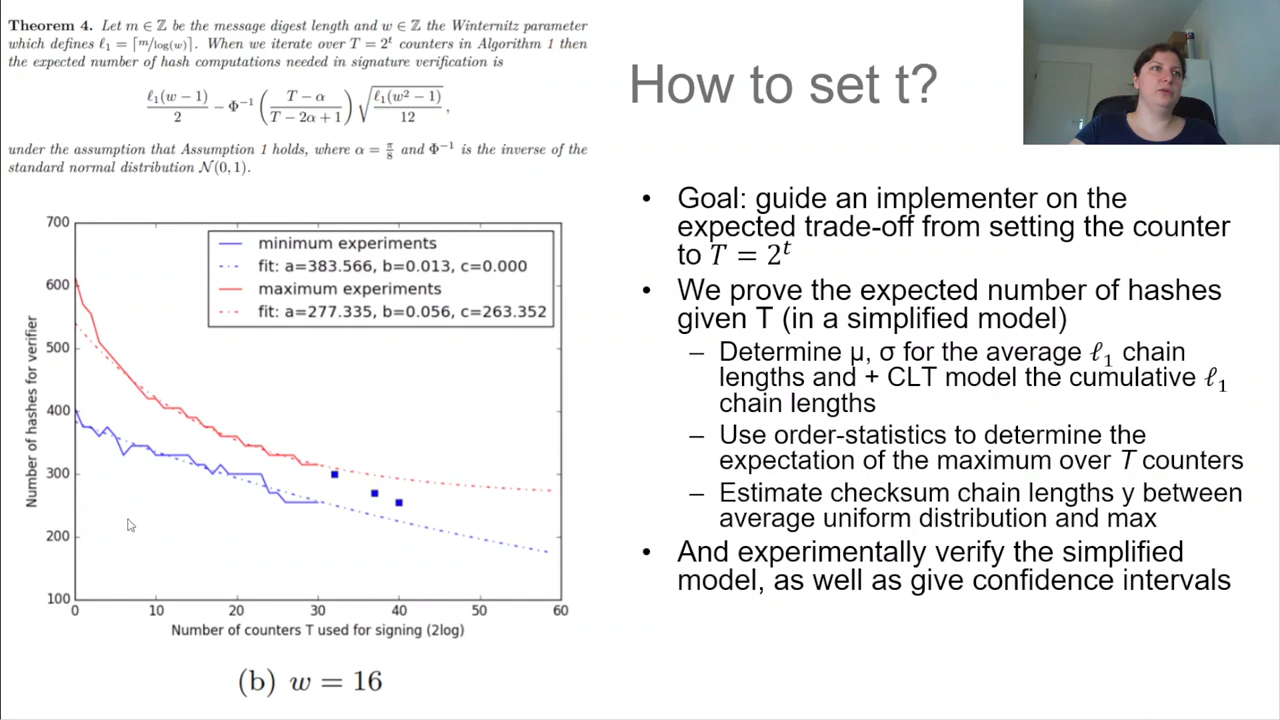 Theorem 4. Let m ∈ ℤ be the message digest length and w ∈ ℤ the Winternitz parameter
which defines ℓ₁ = ⌈m/log(w)⌉. When we iterate over T = 2ᵗ counters in Algorithm 1 then
the expected number of hash computations needed in signature verification is
ℓ₁(w − 1)/2 − Φ⁻¹((T − α)/(T − 2α + 1)) √(ℓ₁(w² − 1)/12),
under the assumption that Assumption 1 holds, where α = π/8 and Φ⁻¹ is the inverse of the
standard normal distribution N(0, 1).
How to set t?
• Goal: guide an implementer on the
expected trade-off from setting the counter
to T = 2ᵗ
• We prove the expected number of hashes
given T (in a simplified model)
– Determine μ, σ for the average ℓ₁ chain
lengths and + CLT model the cumulative ℓ₁
chain lengths
– Use order-statistics to determine the
expectation of the maximum over T counters
– Estimate checksum chain lengths y between
average uniform distribution and max
• And experimentally verify the simplified
model, as well as give confidence intervals
minimum experiments
fit: a=383.566, b=0.013, c=0.000
maximum experiments
fit: a=277.335, b=0.056, c=263.352
Number of hashes for verifier
700
600
500
400
300
200
100
0 10 20 30 40 50 60
Number of counters T used for signing (2log)
(b) w = 16